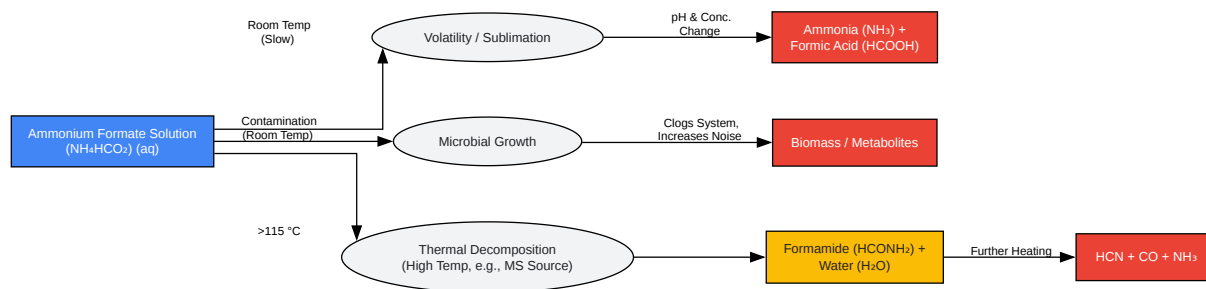 Room Temp
(Slow)
Volatility / Sublimation
pH & Conc.
Change
Ammonia (NH₃) +
Formic Acid (HCOOH)
Ammonium Formate Solution
(NH₄HCO₂) (aq)
Contamination
(Room Temp)
Microbial Growth
Clogs System,
Increases Noise
Biomass / Metabolites
>115 °C
Thermal Decomposition
(High Temp, e.g., MS Source)
Formamide (HCONH₂) +
Water (H₂O)
Further Heating
HCN + CO + NH₃